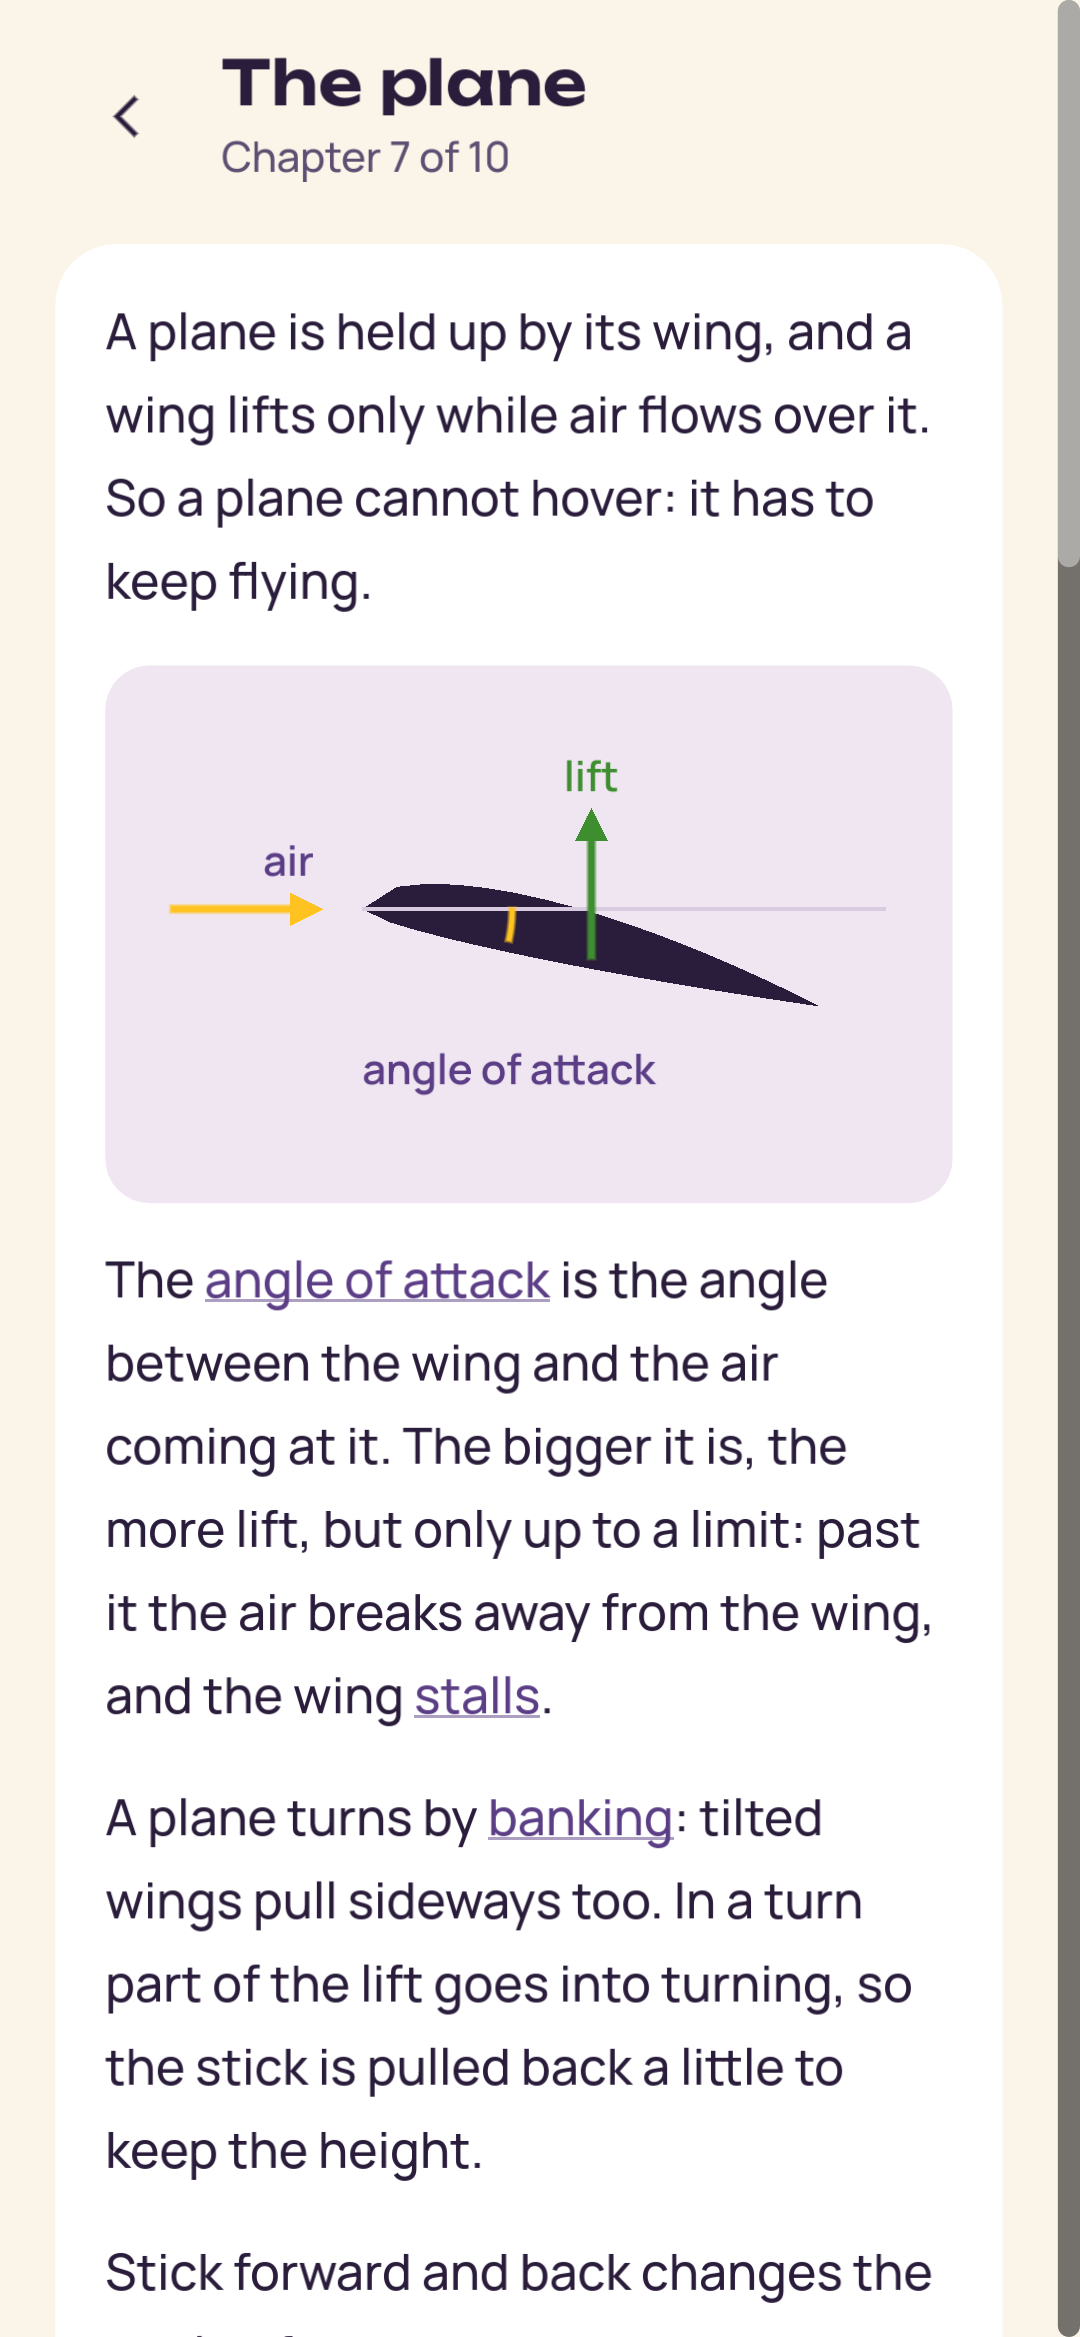 The plane
Chapter 7 of 10
A plane is held up by its wing, and a
wing lifts only while air flows over it.
So a plane cannot hover: it has to
keep flying.
lift
air
angle of attack
The angle of attack is the angle
between the wing and the air
coming at it. The bigger it is, the
more lift, but only up to a limit: past
it the air breaks away from the wing,
and the wing stalls.
A plane turns by banking: tilted
wings pull sideways too. In a turn
part of the lift goes into turning, so
the stick is pulled back a little to
keep the height.
Stick forward and back changes the